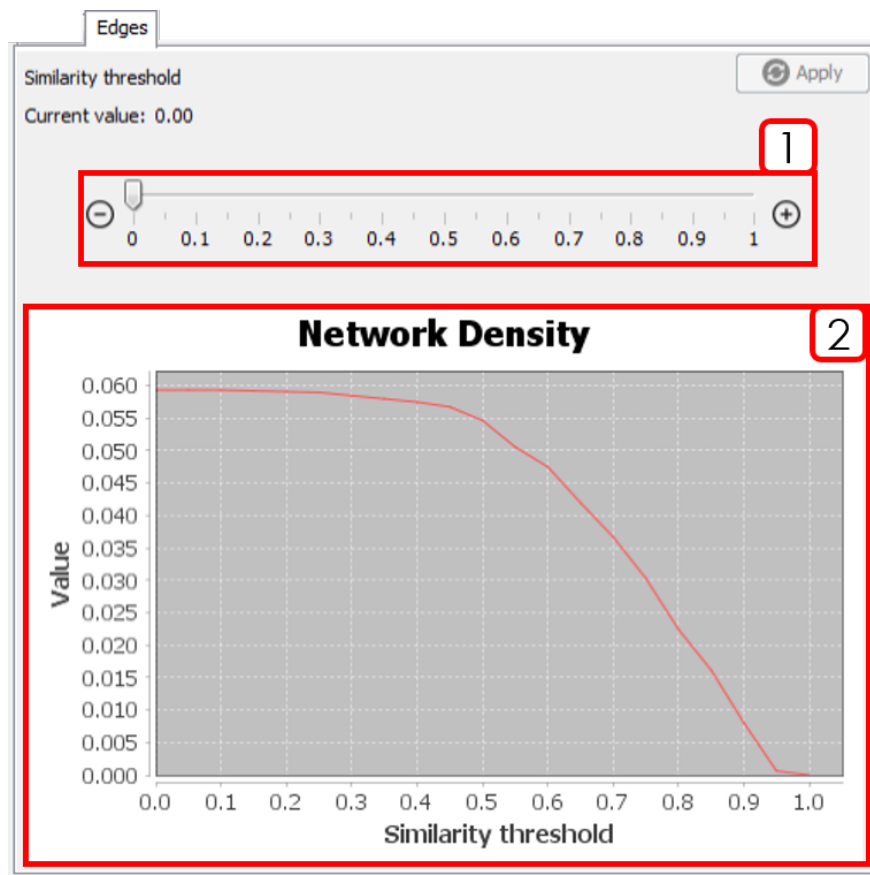 Edges
Similarity threshold
Apply
Current value: 0.00
1
0 0.1 0.2 0.3 0.4 0.5 0.6 0.7 0.8 0.9 1
2
Network Density
0.060
0.055
0.050
0.045
0.040
0.035
0.030
0.025
0.020
0.015
0.010
0.005
0.000
Value
0.0 0.1 0.2 0.3 0.4 0.5 0.6 0.7 0.8 0.9 1.0
Similarity threshold